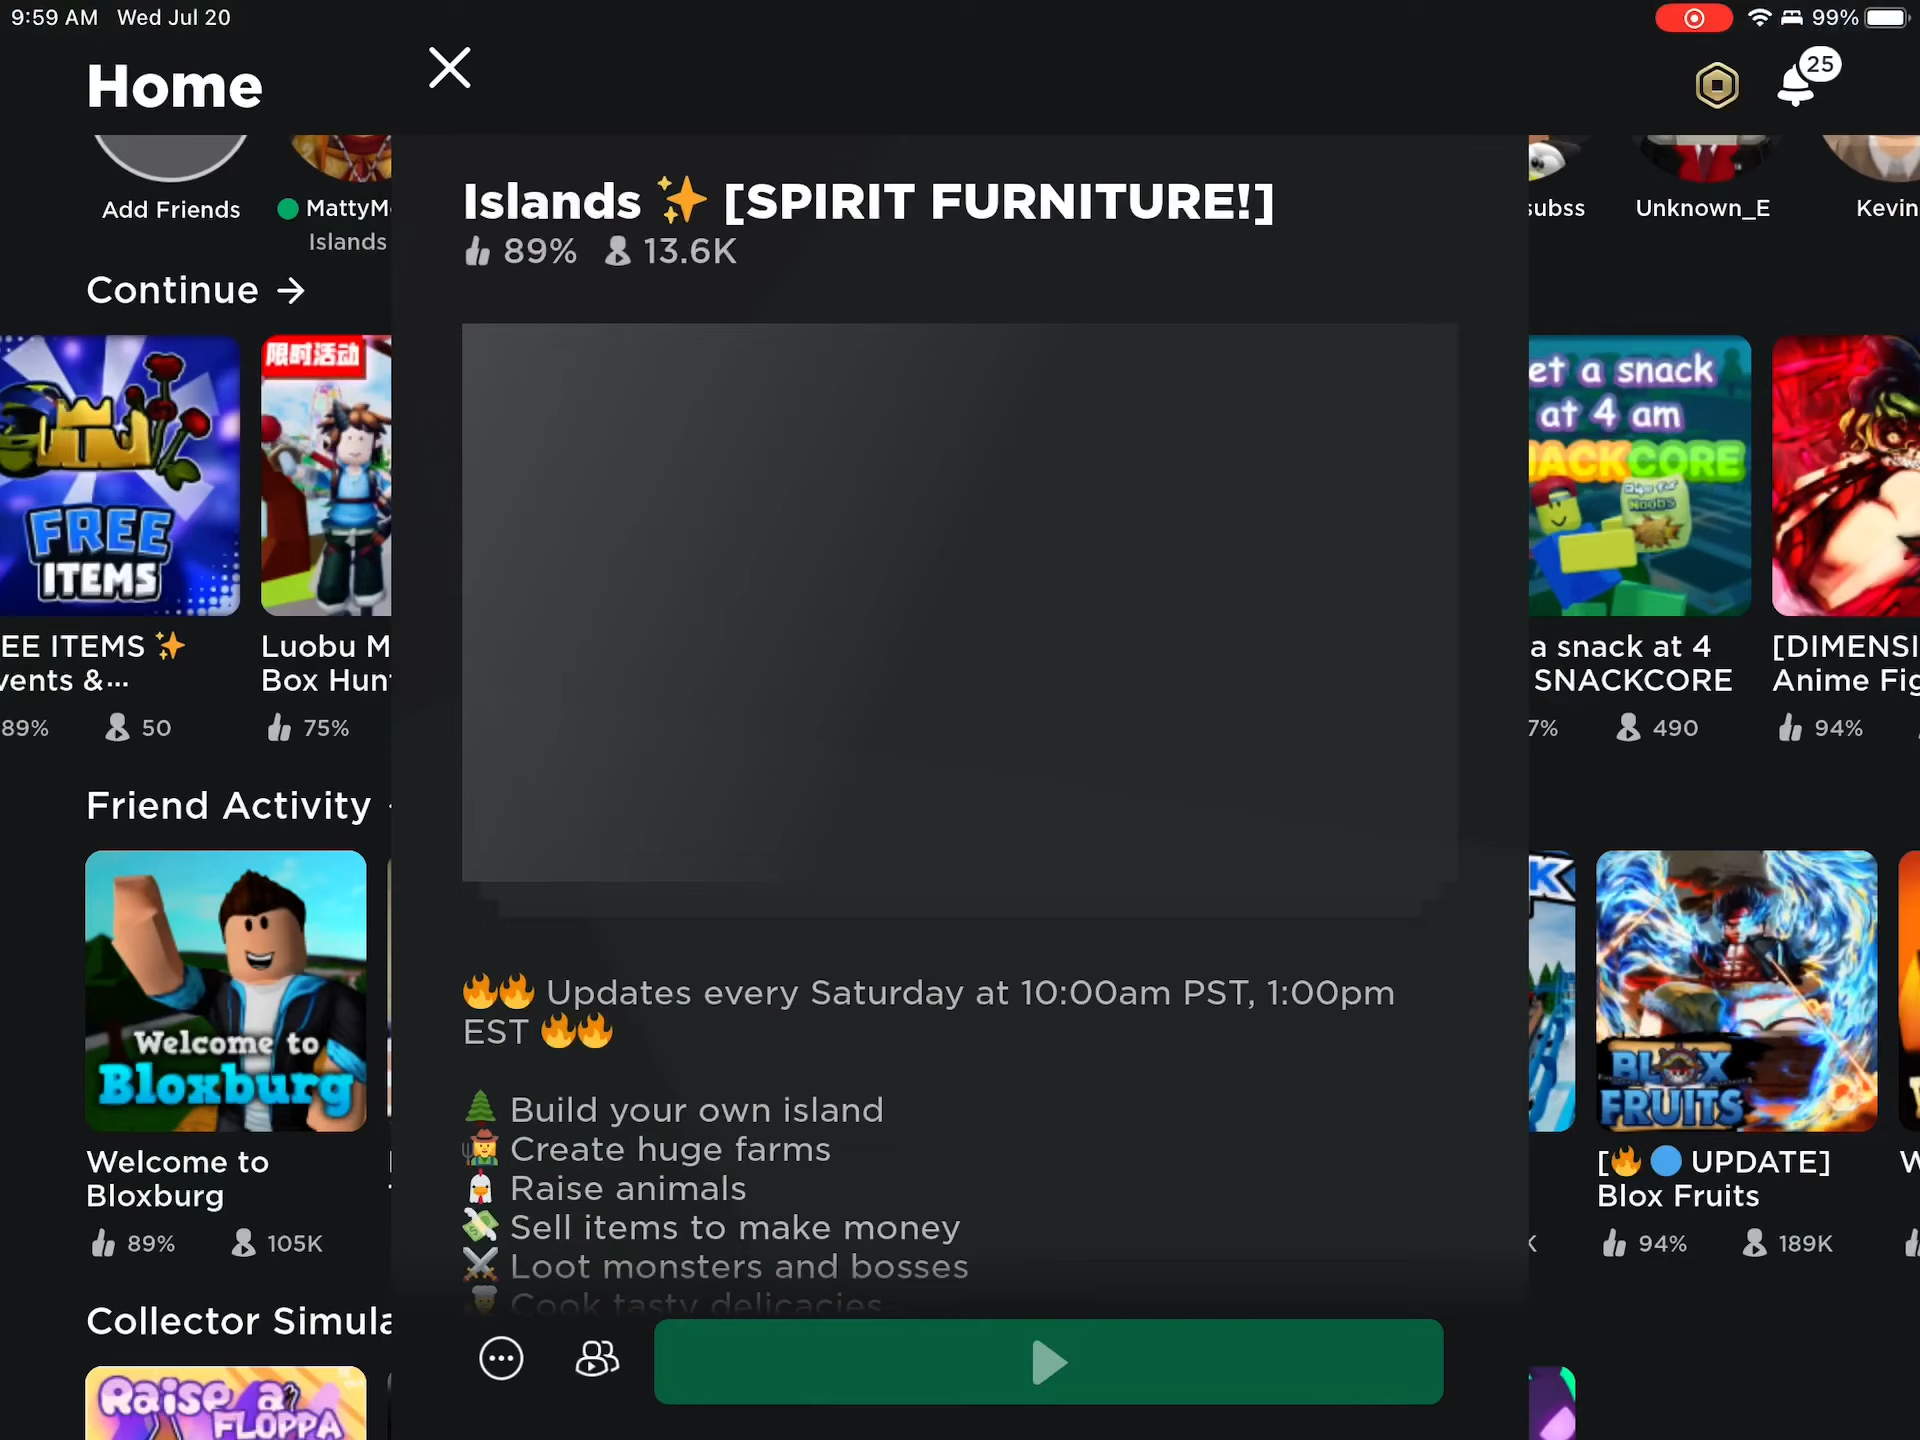 9:59 AM Wed Jul 20
99%
Home
25
Add Friends
MattyM
Islands
subss
Unknown_E
Kevin
Continue →
Islands ✨ [SPIRIT FURNITURE!]
89% 13.6K
FREE
ITEMS
EE ITEMS ✨
vents &...
89% 50
限时活动
Luobu M
Box Hun
75%
et a snack
at 4 am
NACKCORE
Chips For
Noobs
a snack at 4
SNACKCORE
7% 490
[DIMENSI
Anime Fig
94%
Friend Activity
Welcome to
Bloxburg
Welcome to
Bloxburg
89% 105K
🔥🔥 Updates every Saturday at 10:00am PST, 1:00pm
EST 🔥🔥
🌲 Build your own island
🧑‍🌾 Create huge farms
🐔 Raise animals
💸 Sell items to make money
⚔️ Loot monsters and bosses
🧑‍🍳 Cook tasty delicacies
K
BLOX
FRUITS
[🔥🔵 UPDATE]
Blox Fruits
94% 189K
W
K
Collector Simula
Raise a
FLOPPA